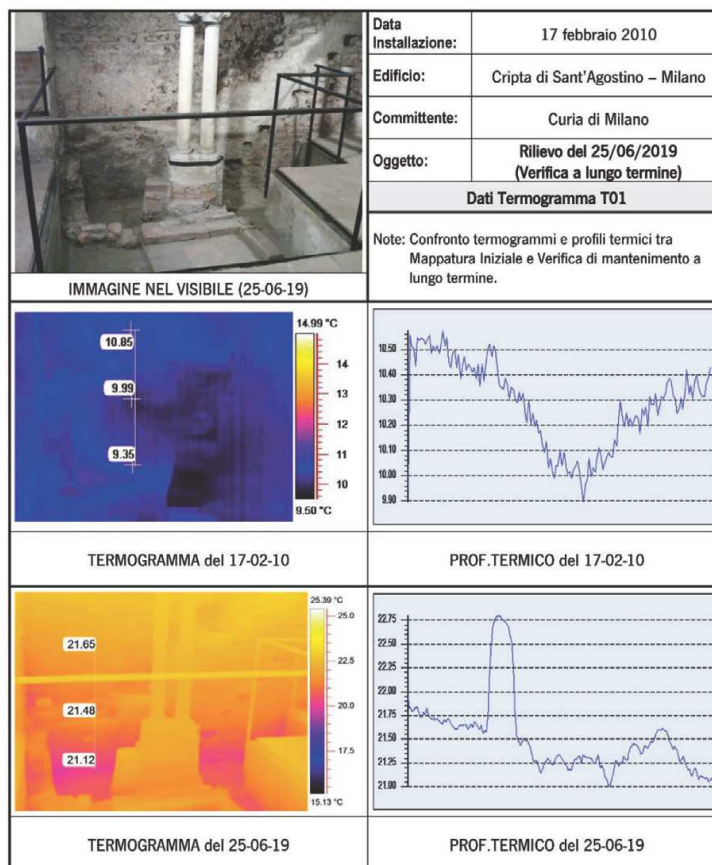 Data
Installazione:
17 febbraio 2010
Edificio:
Cripta di Sant'Agostino – Milano
Committente:
Curia di Milano
Oggetto:
Rilievo del 25/06/2019
(Verifica a lungo termine)
Dati Termogramma T01
Note: Confronto termogrammi e profili termici tra
Mappatura Iniziale e Verifica di mantenimento a
lungo termine.
IMMAGINE NEL VISIBILE (25-06-19)
10.85
9.99
9.35
14.99 °C
14
13
12
11
10
9.50 °C
10.50
10.40
10.30
10.20
10.10
10.00
9.90
TERMOGRAMMA del 17-02-10
PROF.TERMICO del 17-02-10
21.65
21.48
21.12
25.39 °C
25.0
22.5
20.0
17.5
15.13 °C
22.75
22.50
22.25
22.00
21.75
21.50
21.25
21.00
TERMOGRAMMA del 25-06-19
PROF.TERMICO del 25-06-19